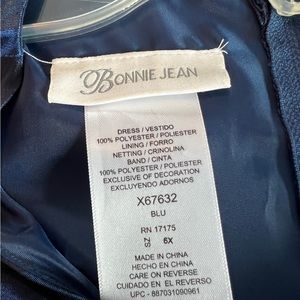 BONNIE JEAN
DRESS / VESTIDO
100% POLYESTER / POLIESTER
LINING / FORRO
NETTING / CRINOLINA
BAND / CINTA
100% POLYESTER / POLIESTER
EXCLUSIVE OF DECORATION
EXCLUYENDO ADORNOS
X67632
BLU
RN 17175
SZ 6X
MADE IN CHINA
HECHO EN CHINA
CARE ON REVERSE
CUIDADO EN EL REVERSO
UPC - 887031090961